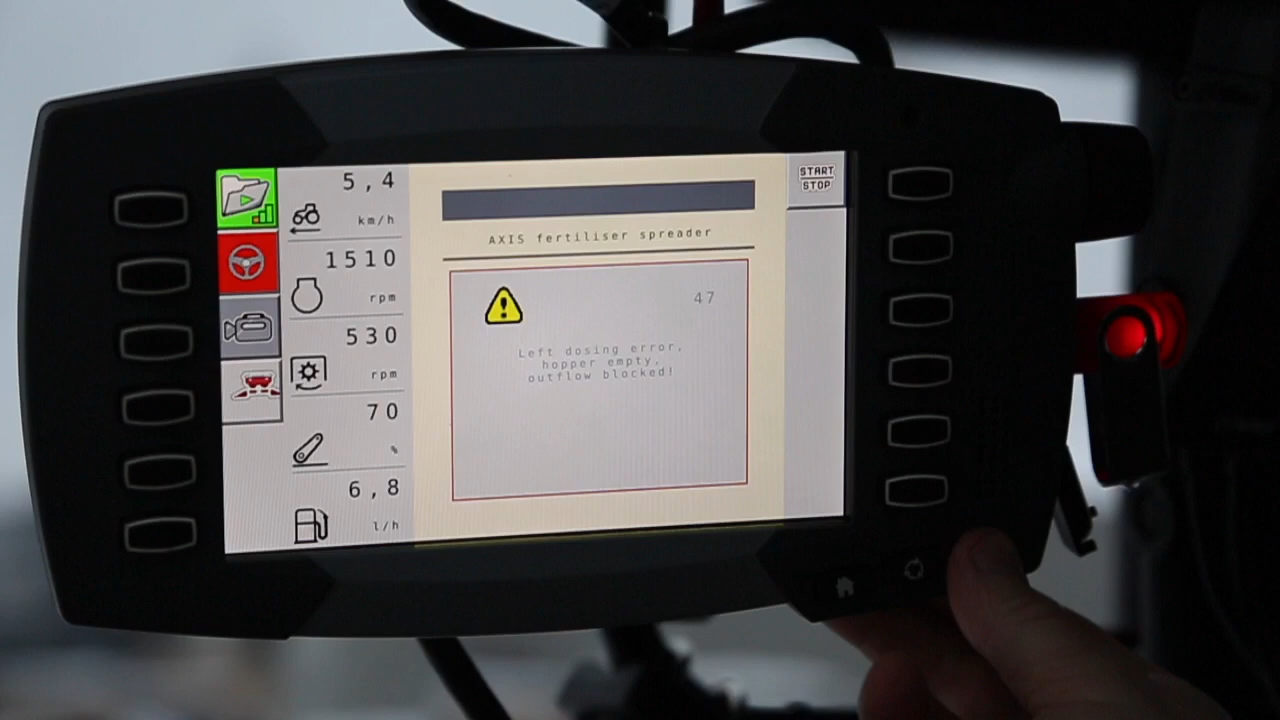 5,4
km/h
1510
rpm
530
rpm
70
%
6,8
l/h
AXIS fertiliser spreader
47
Left dosing error,
hopper empty,
outflow blocked!
START
STOP